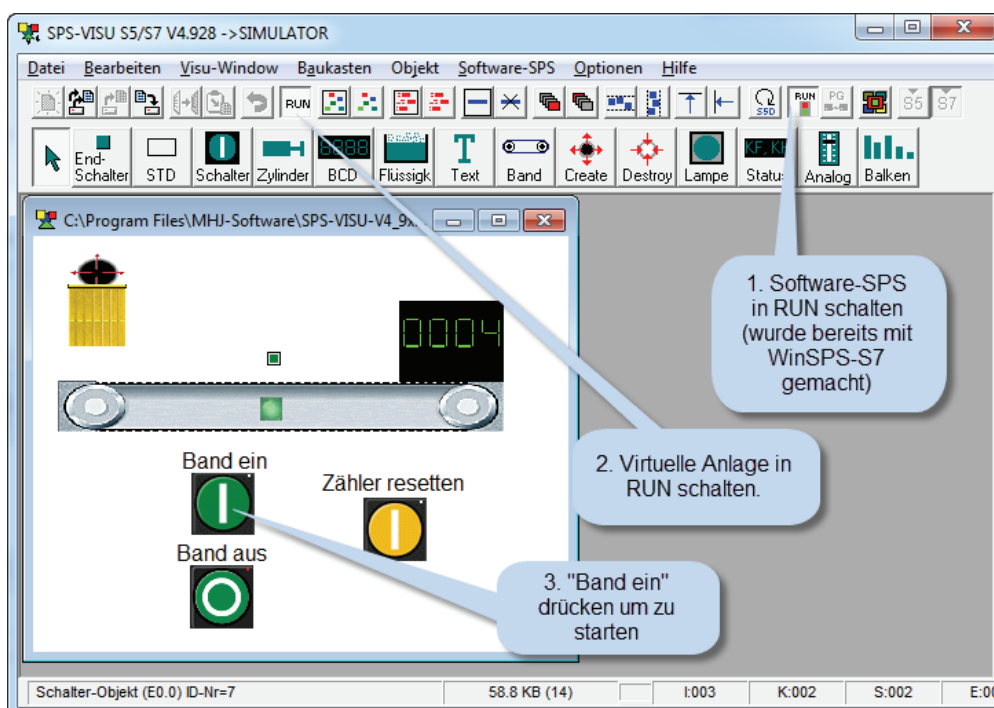 SPS-VISU S5/S7 V4.928 ->SIMULATOR
Datei Bearbeiten Visu-Window Baukasten Objekt Software-SPS Optionen Hilfe
RUN SSD RUN PG S5 S7
End-
Schalter STD Schalter Zylinder BCD Flüssigk. Text Band Create Destroy Lampe Status Analog Balken
8888 KF, KH
C:\Program Files\MHJ-Software\SPS-VISU-V4_9x
0004
1. Software-SPS
in RUN schalten
(wurde bereits mit
WinSPS-S7
gemacht)
2. Virtuelle Anlage in
RUN schalten.
Band ein
Zähler resetten
Band aus
3. "Band ein"
drücken um zu
starten
Schalter-Objekt (E0.0) ID-Nr=7 58.8 KB (14) I:003 K:002 S:002